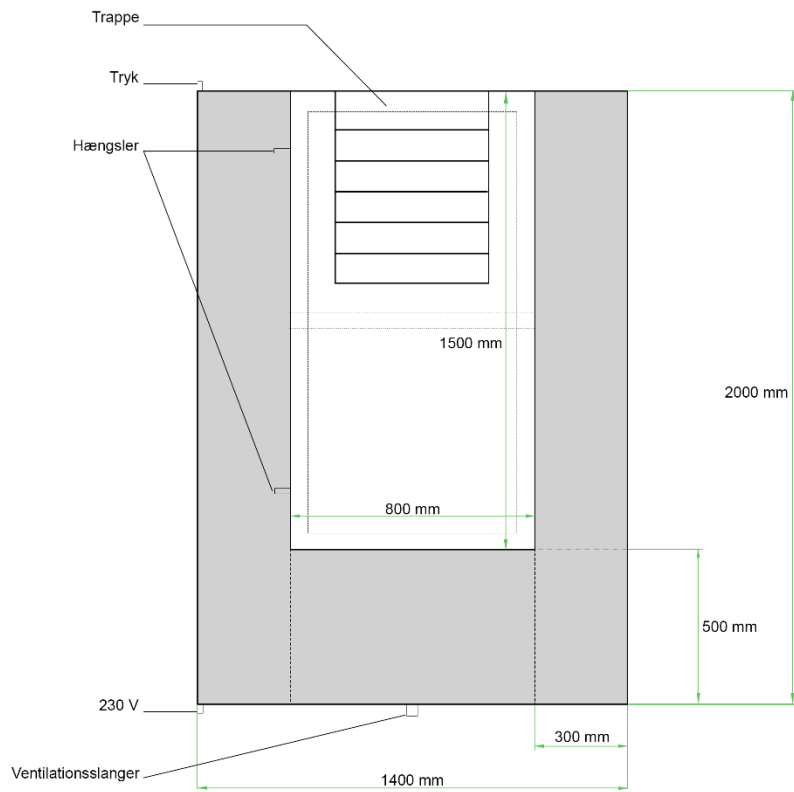 Trappe
Tryk
Hængsler
1500 mm
2000 mm
800 mm
500 mm
230 V
300 mm
Ventilationsslanger
1400 mm